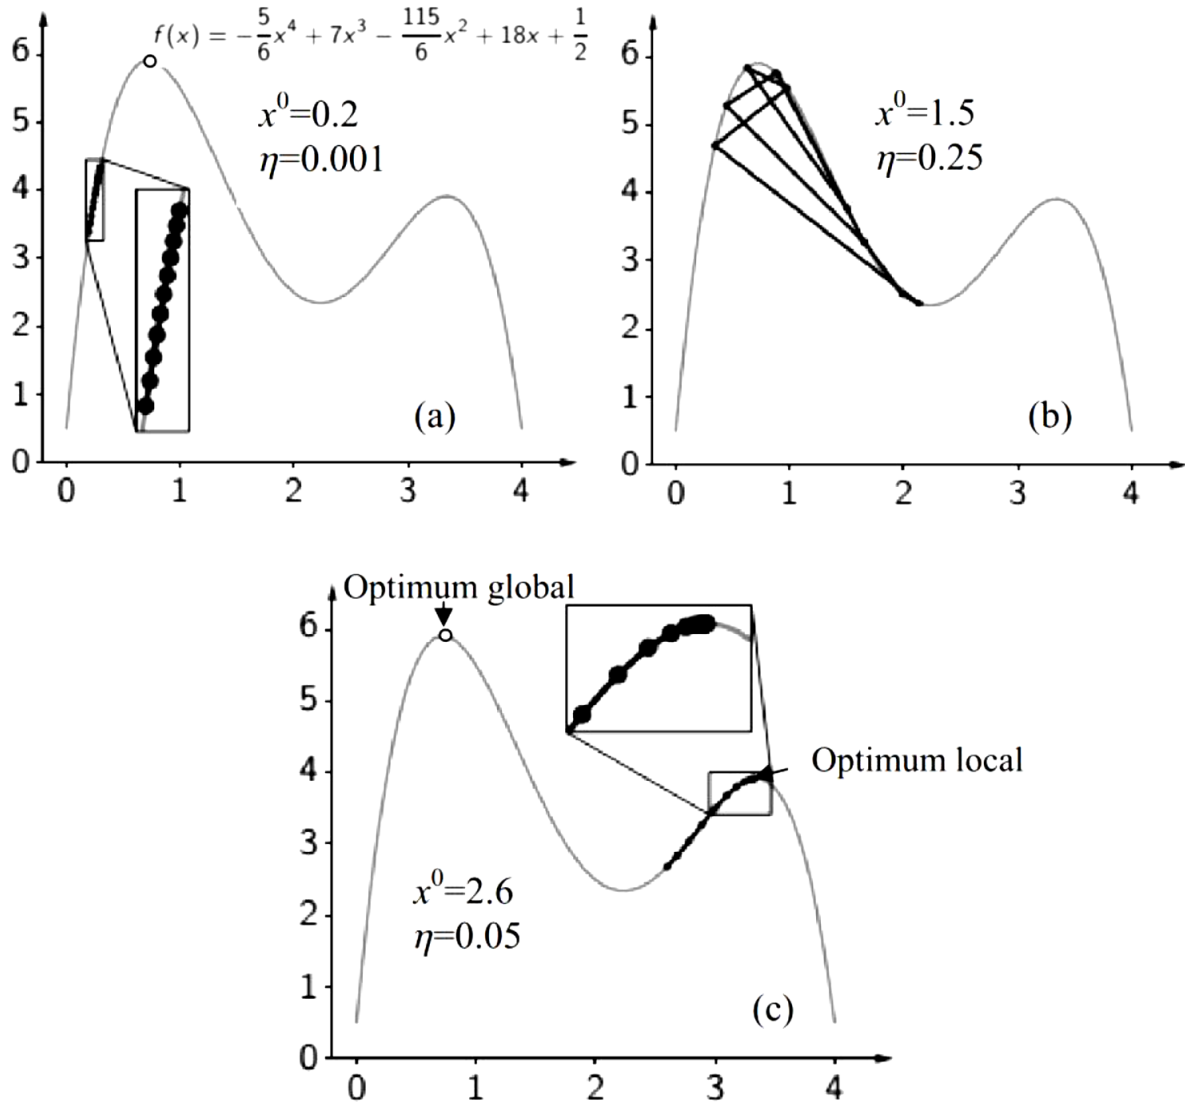 f(x) = −5/6x⁴ + 7x³ − 115/6x² + 18x + 1/2
6
5
4
3
2
1
0
x⁰=0.2
η=0.001
(a)
0 1 2 3 4
6
5
4
3
2
1
0
x⁰=1.5
η=0.25
(b)
0 1 2 3 4
Optimum global
6
5
4
3
2
1
0
Optimum local
x⁰=2.6
η=0.05
(c)
0 1 2 3 4